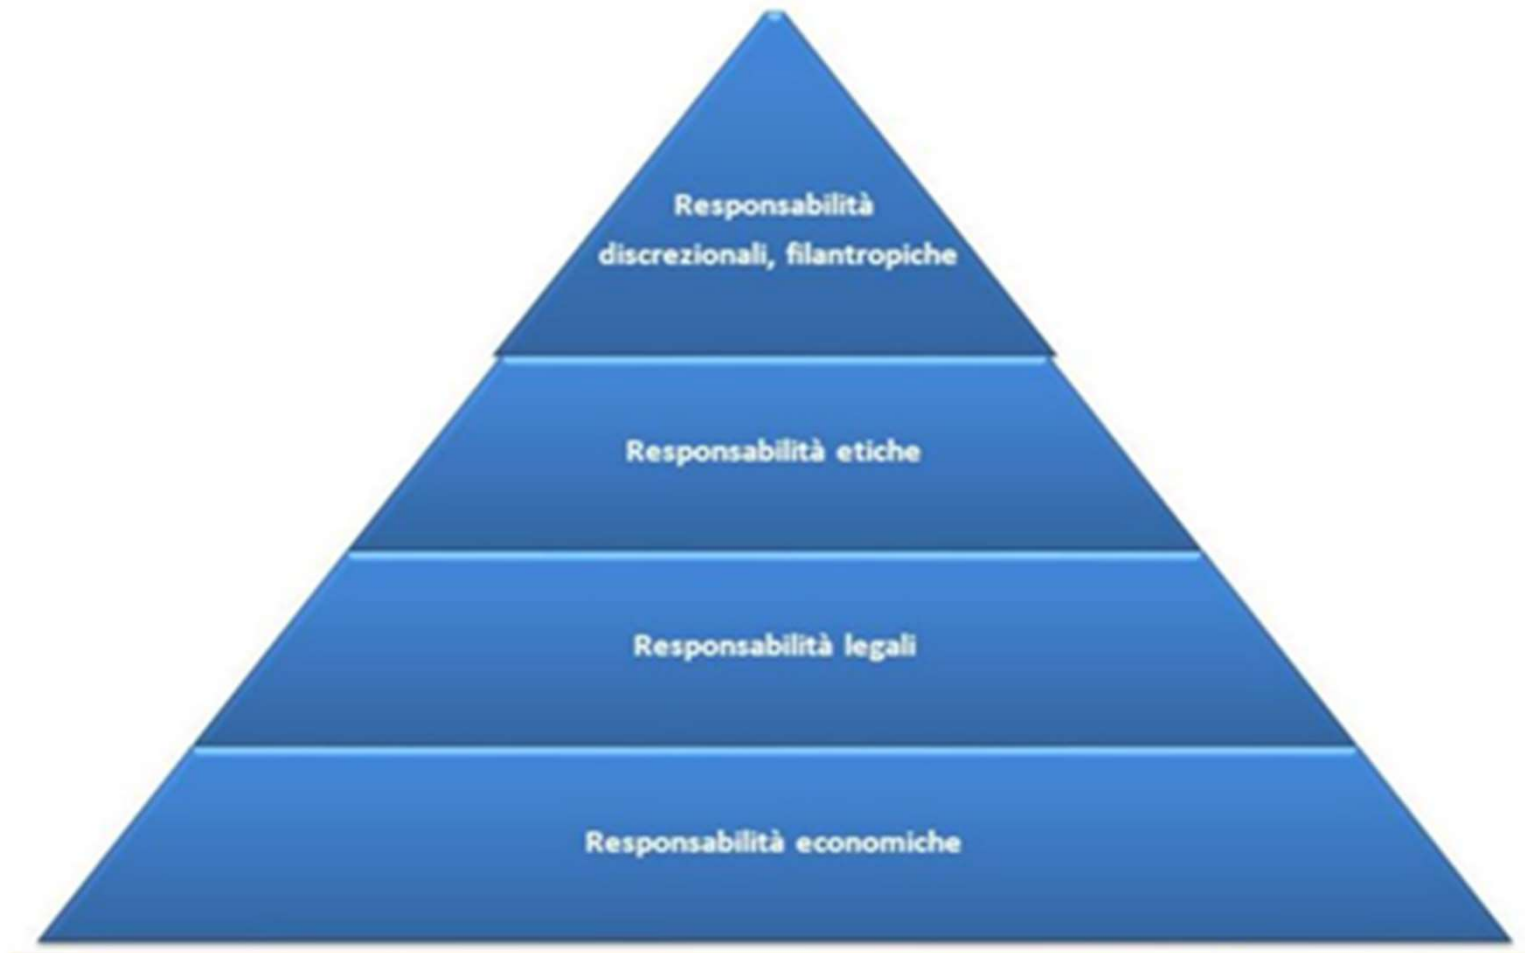 Responsabilità
discrezionali, filantropiche
Responsabilità etiche
Responsabilità legali
Responsabilità economiche